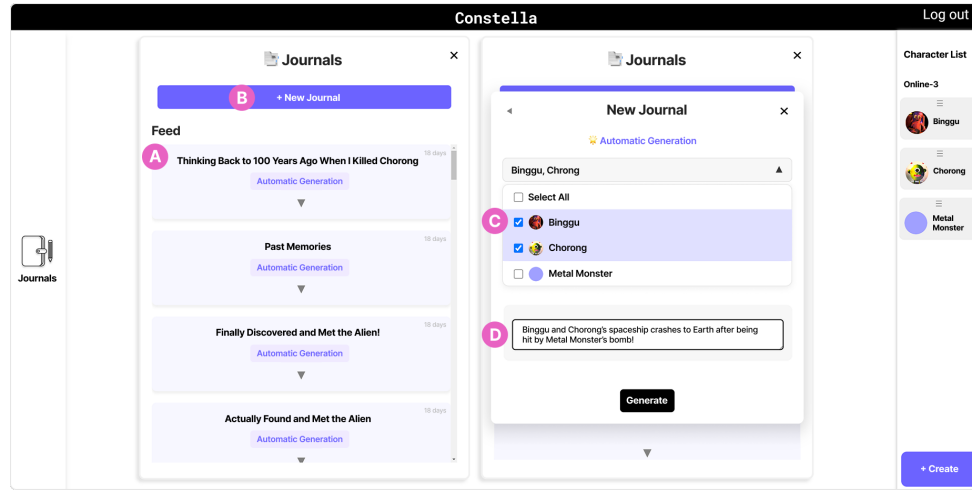 Constella
Log out
Journals
Journals
×
B
+ New Journal
Feed
A
18 days
Thinking Back to 100 Years Ago When I Killed Chorong
Automatic Generation
▼
18 days
Past Memories
Automatic Generation
▼
18 days
Finally Discovered and Met the Alien!
Automatic Generation
▼
18 days
Actually Found and Met the Alien
Automatic Generation
▼
Journals
×
New Journal
×
Automatic Generation
Binggu, Chrong
▲
Select All
C
Binggu
Chorong
Metal Monster
D
Binggu and Chorong's spaceship crashes to Earth after being
hit by Metal Monster's bomb!
Generate
▼
Character List
Online-3
Binggu
Chorong
Metal
Monster
+ Create